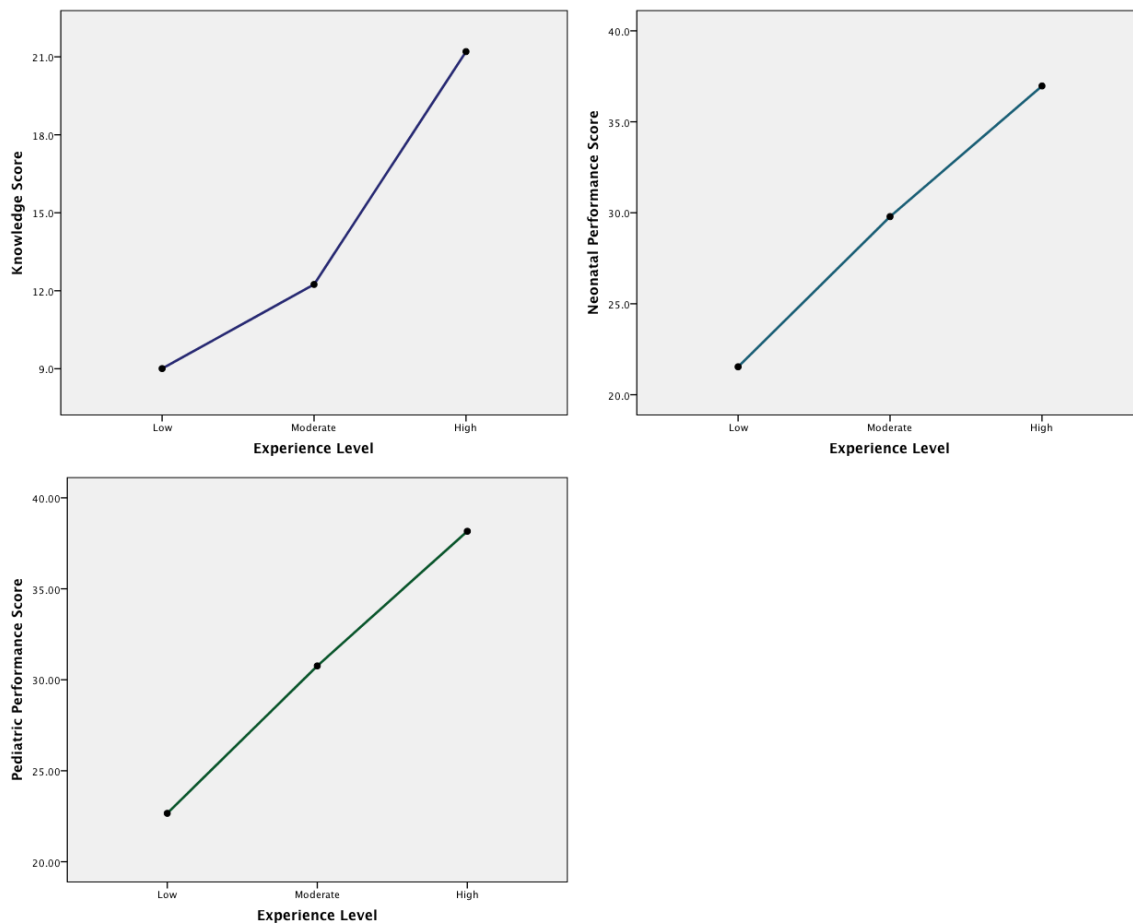 Knowledge Score
21.0
18.0
15.0
12.0
9.0
Low
Moderate
High
Experience Level
Neonatal Performance Score
40.0
35.0
30.0
25.0
20.0
Low
Moderate
High
Experience Level
Pediatric Performance Score
40.00
35.00
30.00
25.00
20.00
Low
Moderate
High
Experience Level